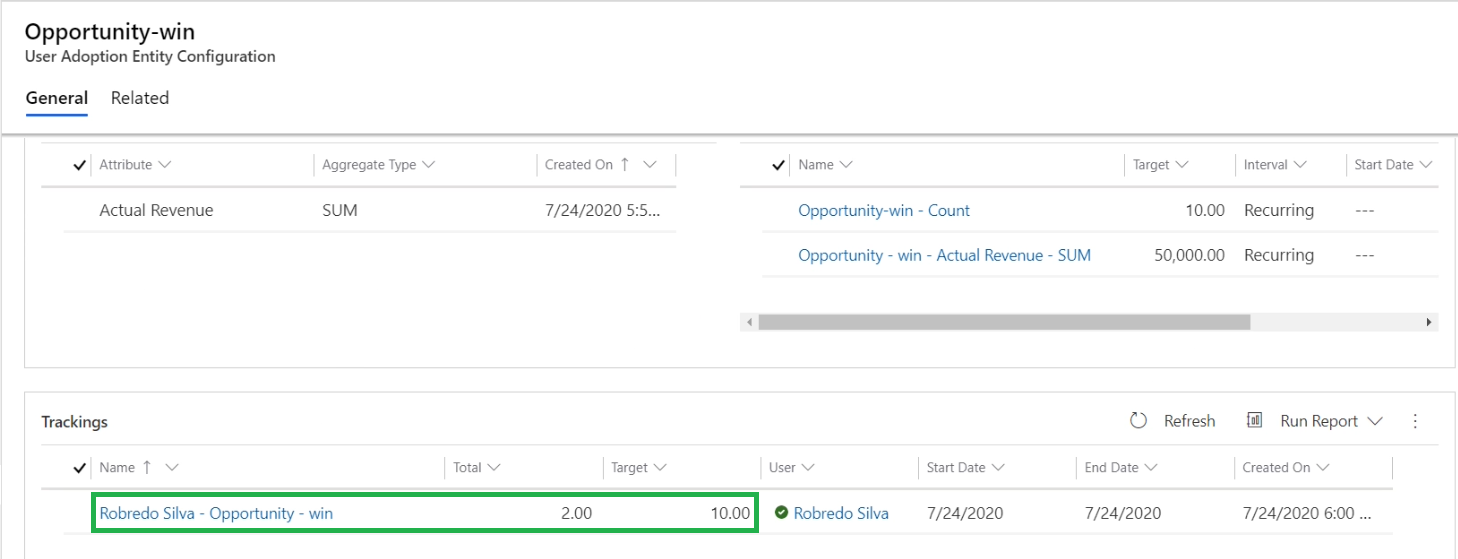 Opportunity-win
User Adoption Entity Configuration
General Related
Attribute Aggregate Type Created On
Actual Revenue SUM 7/24/2020 5:5...
Name Target Interval Start Date
Opportunity-win - Count 10.00 Recurring ---
Opportunity - win - Actual Revenue - SUM 50,000.00 Recurring ---
Trackings Refresh Run Report
Name Total Target User Start Date End Date Created On
Robredo Silva - Opportunity - win 2.00 10.00 Robredo Silva 7/24/2020 7/24/2020 7/24/2020 6:00 ...